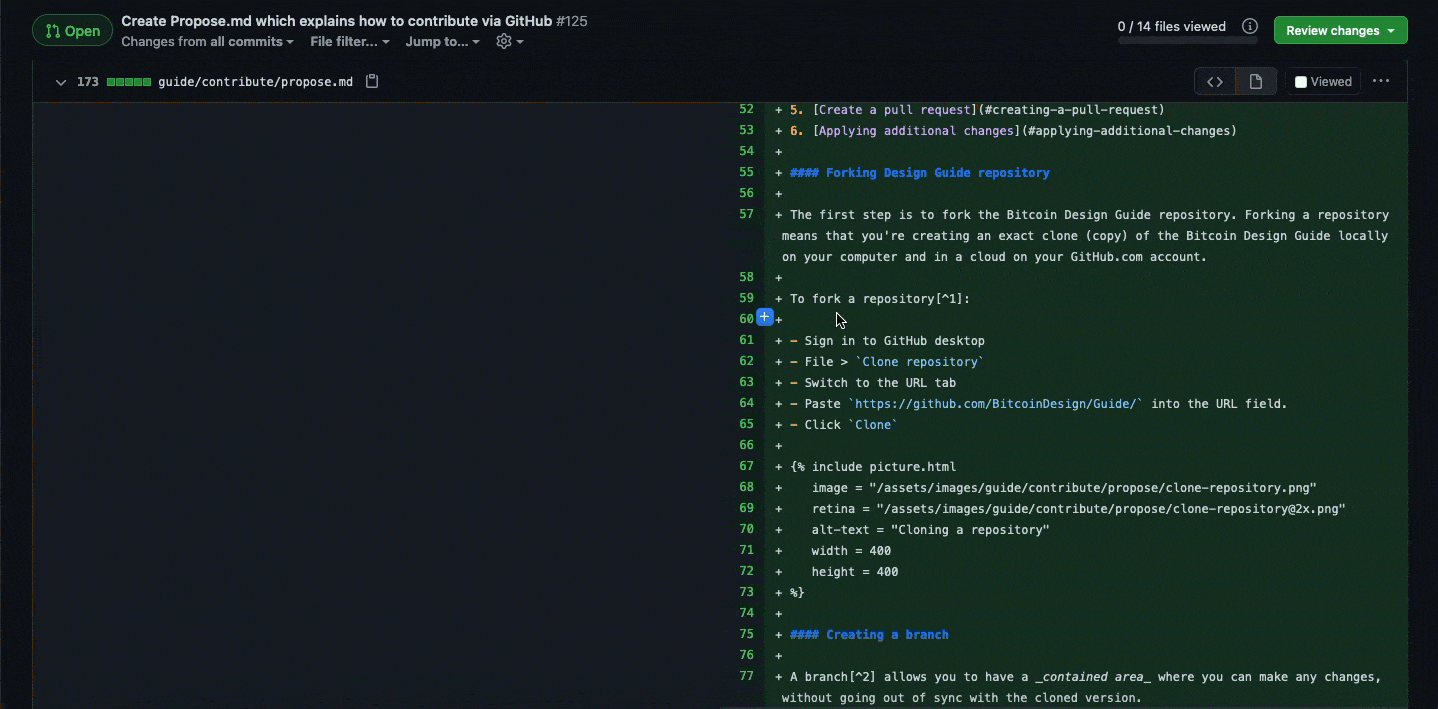 Open
Create Propose.md which explains how to contribute via GitHub #125
Changes from all commits File filter... Jump to...
0 / 14 files viewed
Review changes
173 guide/contribute/propose.md
Viewed
52 + 5. [Create a pull request](#creating-a-pull-request)
53 + 6. [Applying additional changes](#applying-additional-changes)
54 +
55 + #### Forking Design Guide repository
56 +
57 + The first step is to fork the Bitcoin Design Guide repository. Forking a repository
means that you're creating an exact clone (copy) of the Bitcoin Design Guide locally
on your computer and in a cloud on your GitHub.com account.
58 +
59 + To fork a repository[^1]:
60 +
61 + - Sign in to GitHub desktop
62 + - File > `Clone repository`
63 + - Switch to the URL tab
64 + - Paste `https://github.com/BitcoinDesign/Guide/` into the URL field.
65 + - Click `Clone`
66 +
67 + {% include picture.html
68 + image = "/assets/images/guide/contribute/propose/clone-repository.png"
69 + retina = "/assets/images/guide/contribute/propose/clone-repository@2x.png"
70 + alt-text = "Cloning a repository"
71 + width = 400
72 + height = 400
73 + %}
74 +
75 + #### Creating a branch
76 +
77 + A branch[^2] allows you to have a _contained area_ where you can make any changes,
without going out of sync with the cloned version.